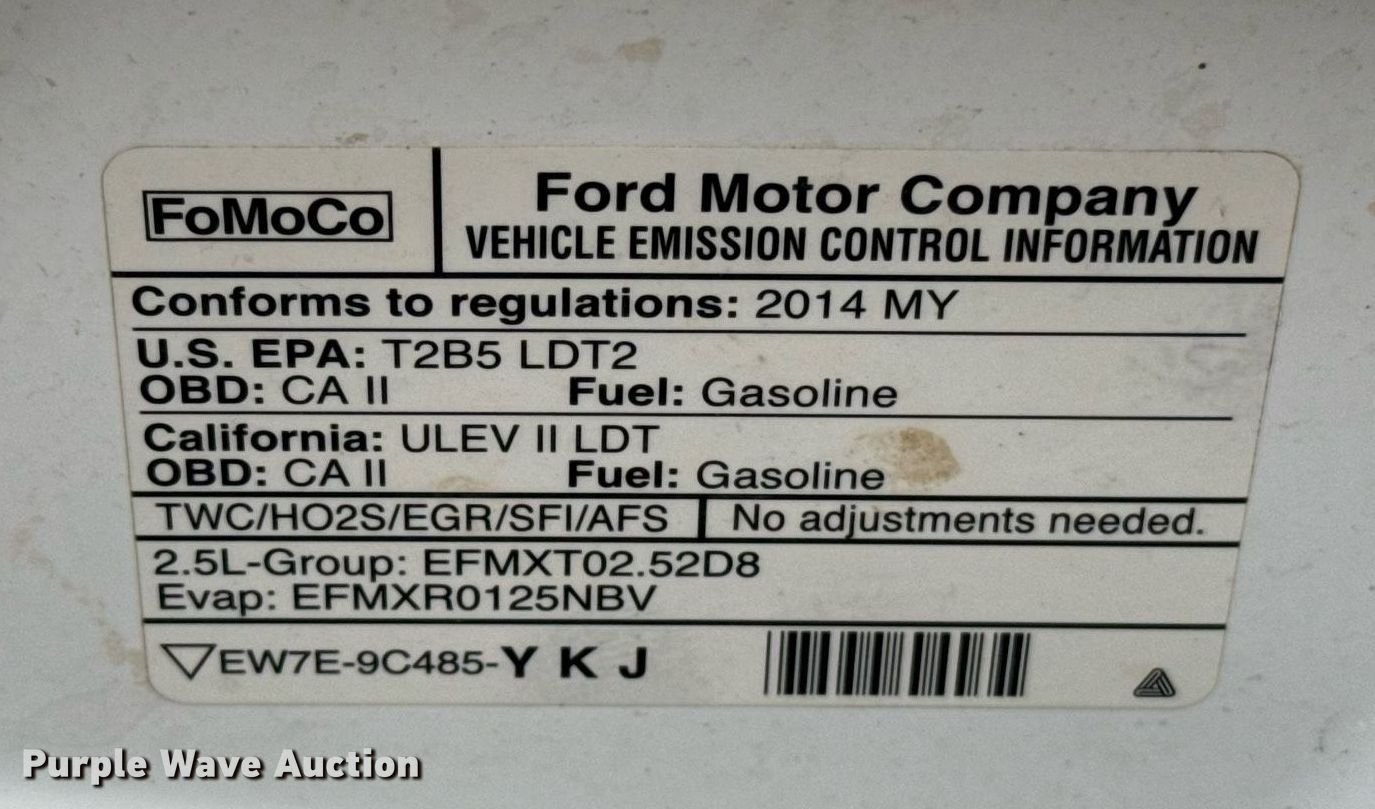 FoMoCo
Ford Motor Company
VEHICLE EMISSION CONTROL INFORMATION
Conforms to regulations: 2014 MY
U.S. EPA: T2B5 LDT2
OBD: CA II Fuel: Gasoline
California: ULEV II LDT
OBD: CA II Fuel: Gasoline
TWC/HO2S/EGR/SFI/AFS No adjustments needed.
2.5L-Group: EFMXT02.52D8
Evap: EFMXR0125NBV
EW7E-9C485-Y K J
Purple Wave Auction